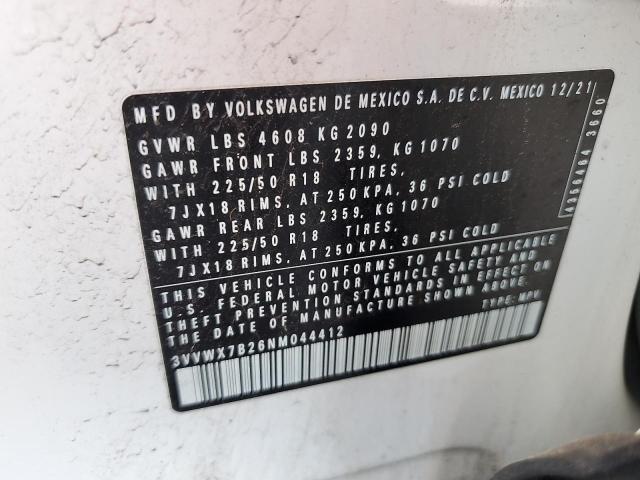 MFD BY VOLKSWAGEN DE MEXICO S.A. DE C.V. MEXICO 12/21
GVWR LBS 4608 KG 2090
GAWR FRONT LBS 2359, KG 1070
WITH 225/50 R18 TIRES,
7JX18 RIMS, AT 250 KPA, 36 PSI COLD
GAWR REAR LBS 2359, KG 1070
WITH 225/50 R18 TIRES,
7JX18 RIMS, AT 250 KPA, 36 PSI COLD
THIS VEHICLE CONFORMS TO ALL APPLICABLE
U. S. FEDERAL MOTOR VEHICLE SAFETY AND
THEFT PREVENTION STANDARDS IN EFFECT ON
THE DATE OF MANUFACTURE SHOWN ABOVE.
3VVWX7B26NM044412
TYPE: MPV
4356464 3660